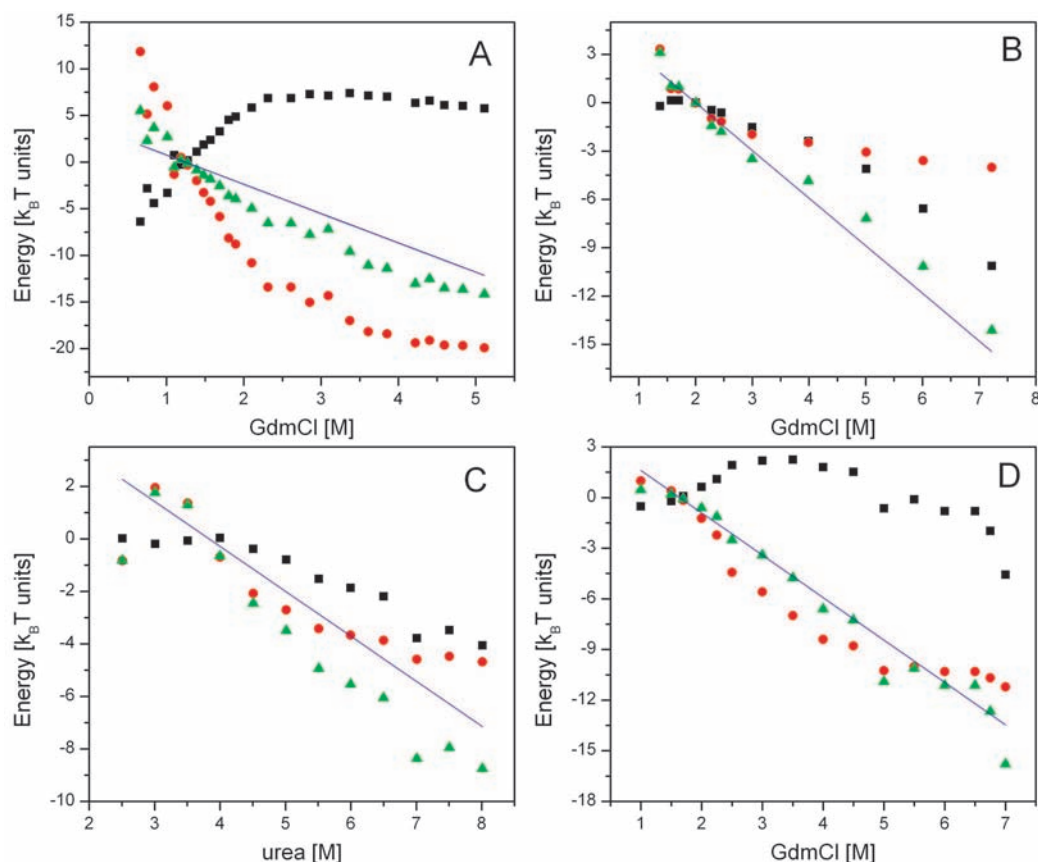 A
Energy [kBT units]
15
10
5
0
-5
-10
-15
-20
0 1 2 3 4 5
GdmCl [M]
B
Energy [kBT units]
3
0
-3
-6
-9
-12
-15
1 2 3 4 5 6 7 8
GdmCl [M]
C
Energy [kBT units]
2
0
-2
-4
-6
-8
-10
2 3 4 5 6 7 8
urea [M]
D
Energy [kBT units]
3
0
-3
-6
-9
-12
-15
-18
1 2 3 4 5 6 7
GdmCl [M]